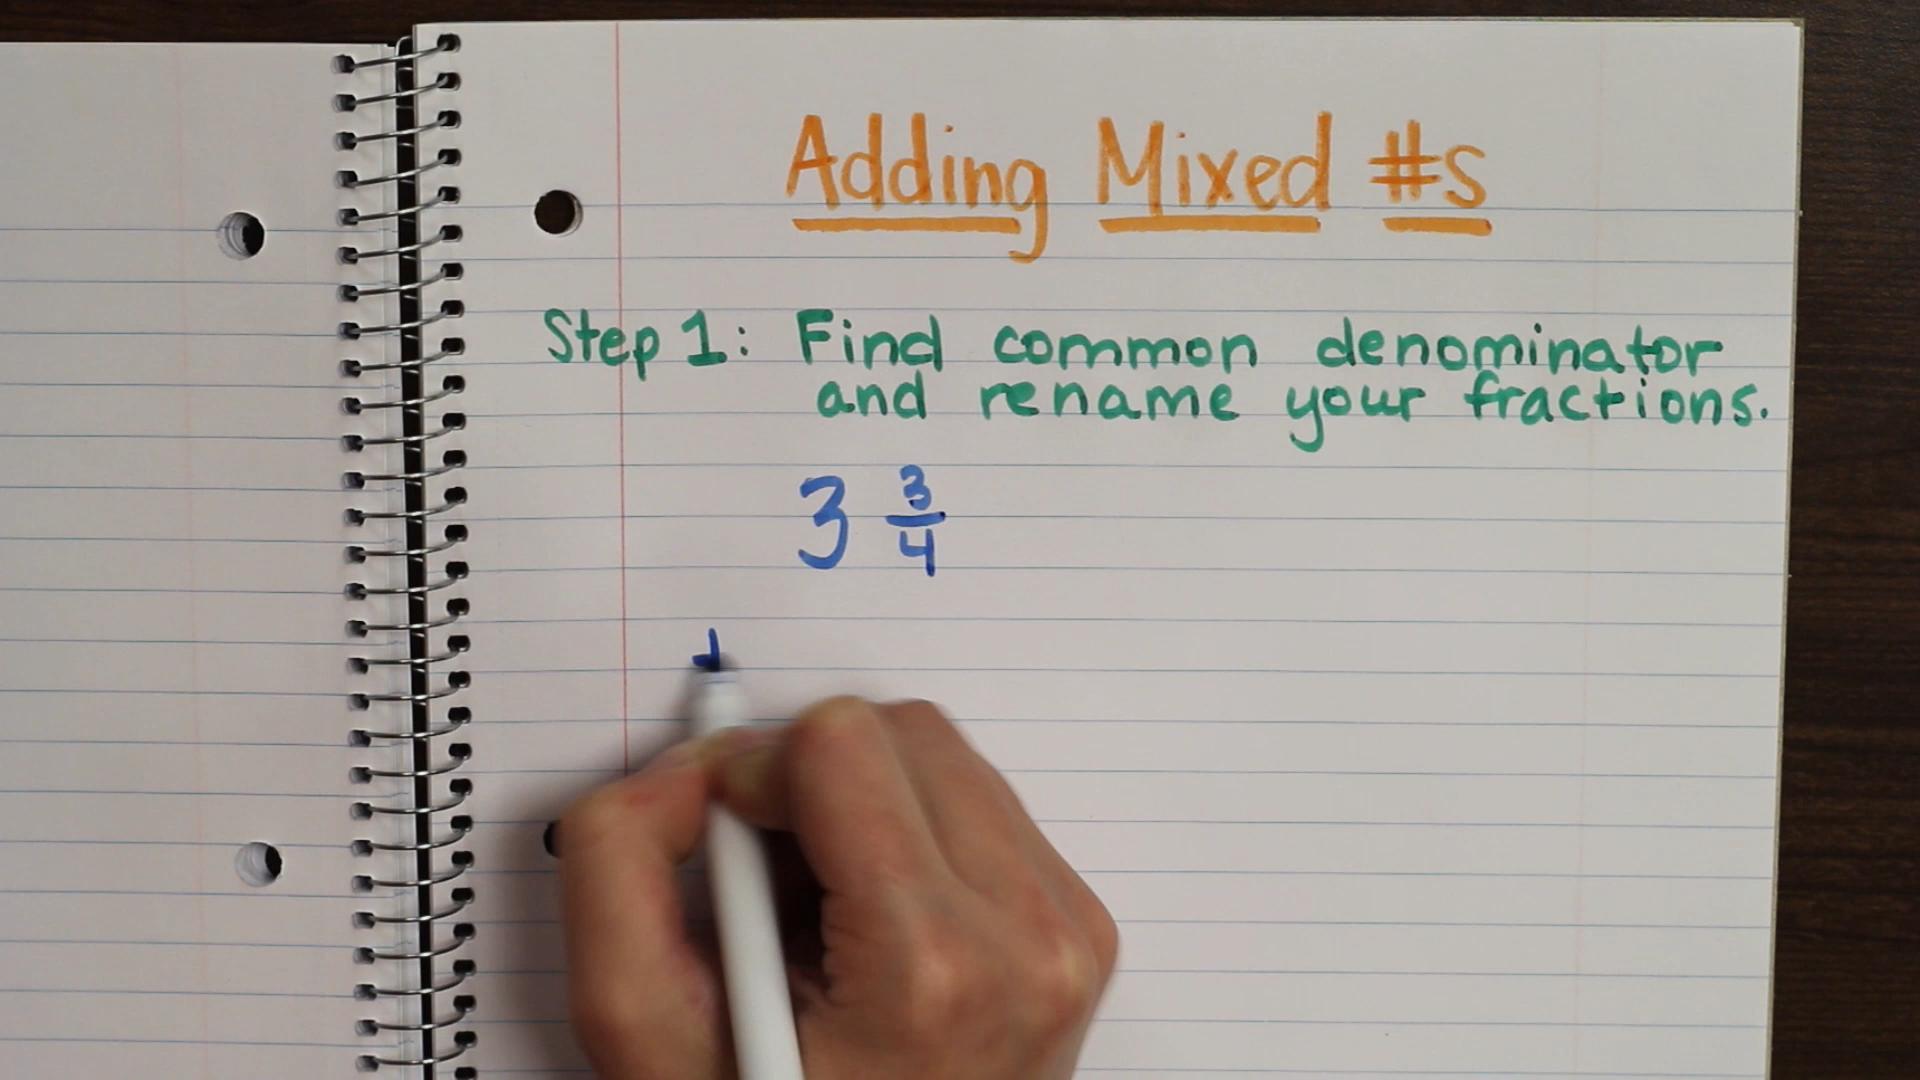 Adding Mixed #s
Step 1: Find common denominator
and rename your fractions.
3 3/4
+